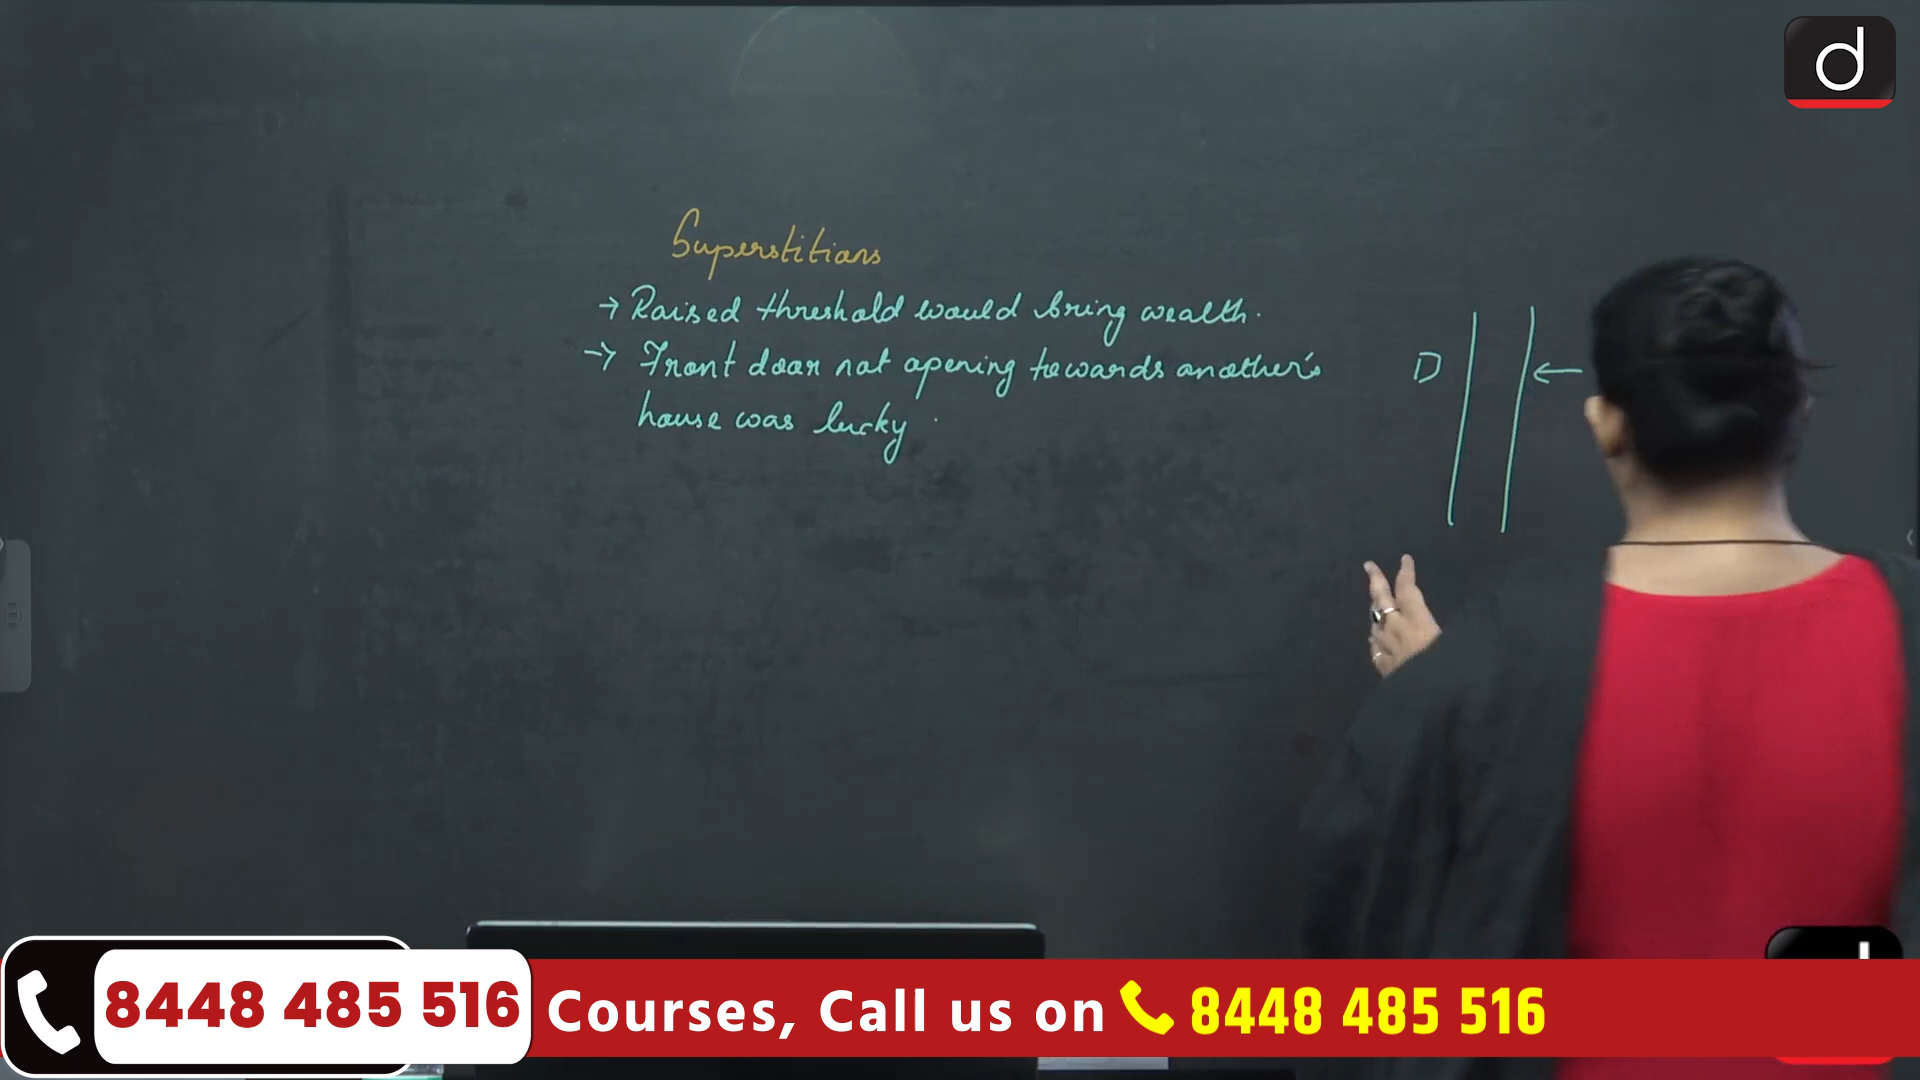 d
Superstitions
→ Raised threshold would bring wealth.
→ Front door not opening towards another's
house was lucky.
D
←
8448 485 516
Courses, Call us on 8448 485 516